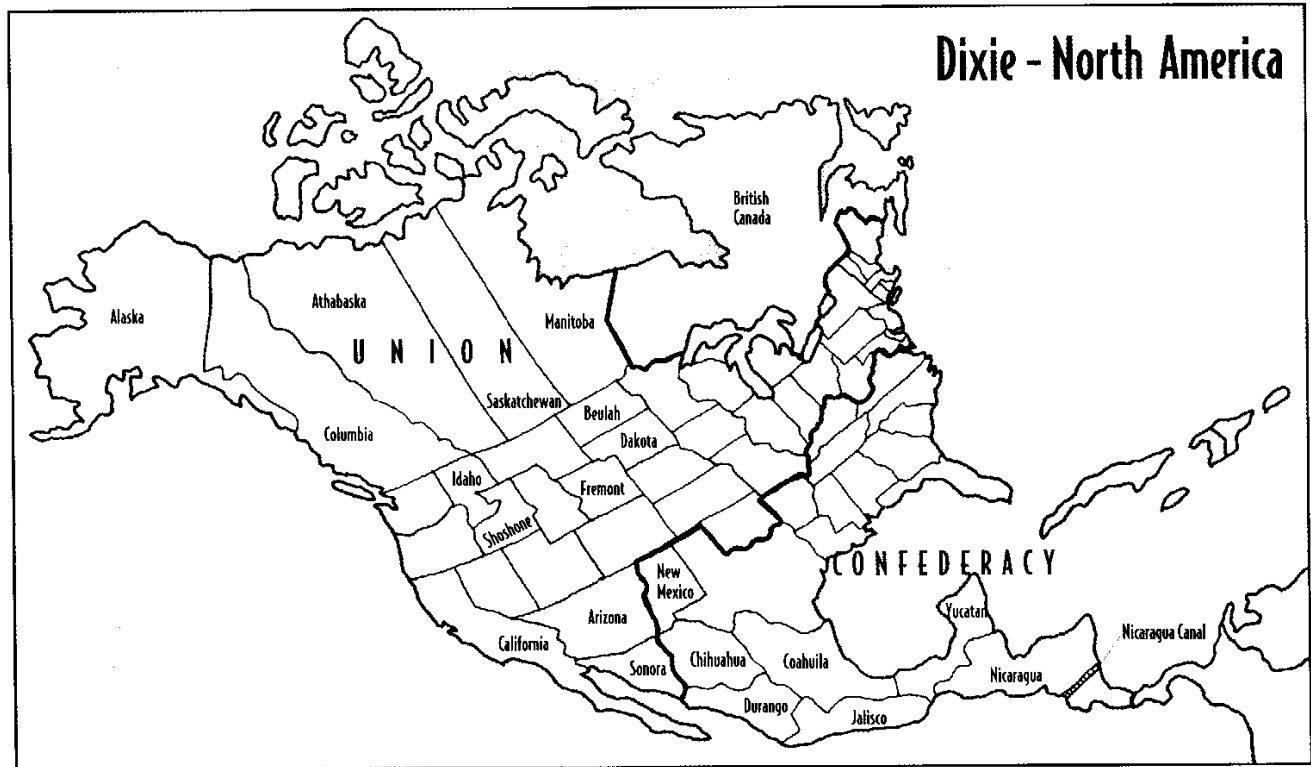 Dixie - North America
British
Canada
Alaska
Athabaska
Manitoba
UNION
Saskatchewan
Beulah
Columbia
Dakota
Idaho
Fremont
Shoshone
CONFEDERACY
New
Mexico
Arizona
Yucatan
California
Nicaragua Canal
Sonora
Chihuahua
Coahuila
Nicaragua
Durango
Jalisco